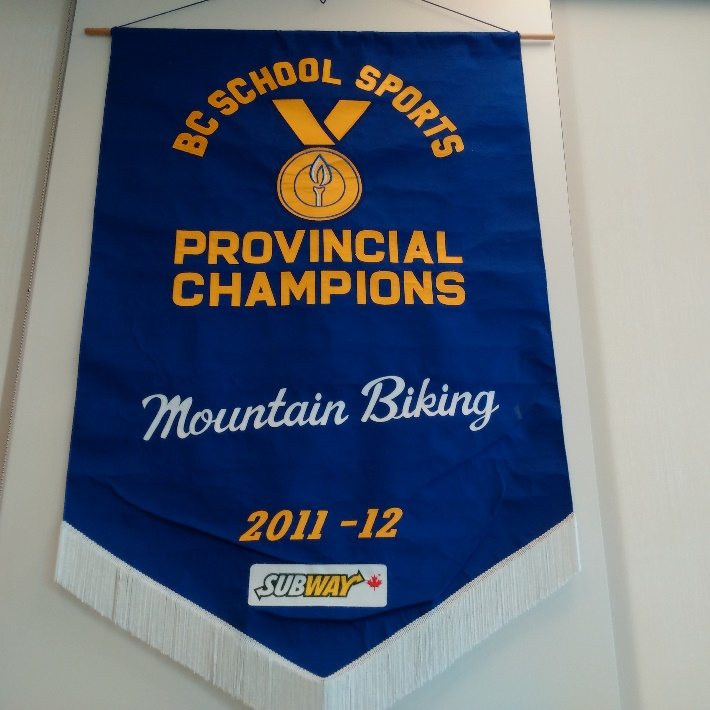 BC SCHOOL SPORTS
PROVINCIAL
CHAMPIONS
Mountain Biking
2011 -12
SUBWAY